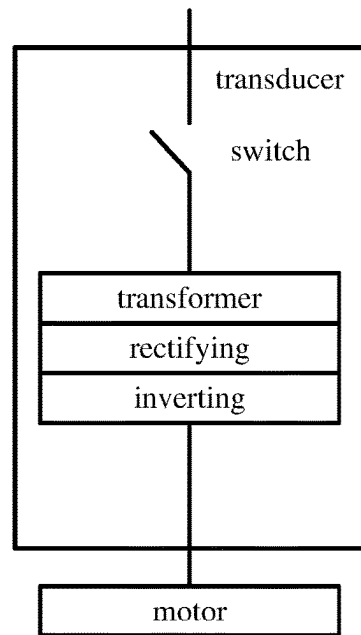 transducer
switch
transformer
rectifying
inverting
motor